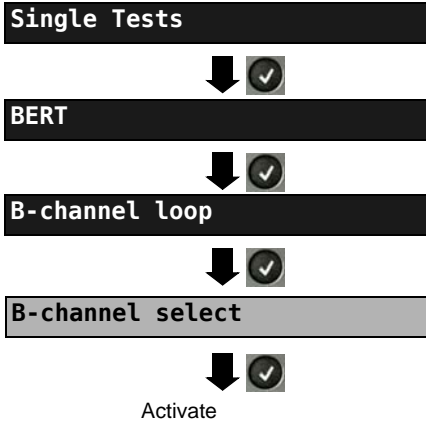 Single Tests
BERT
B-channel loop
B-channel select
Activate